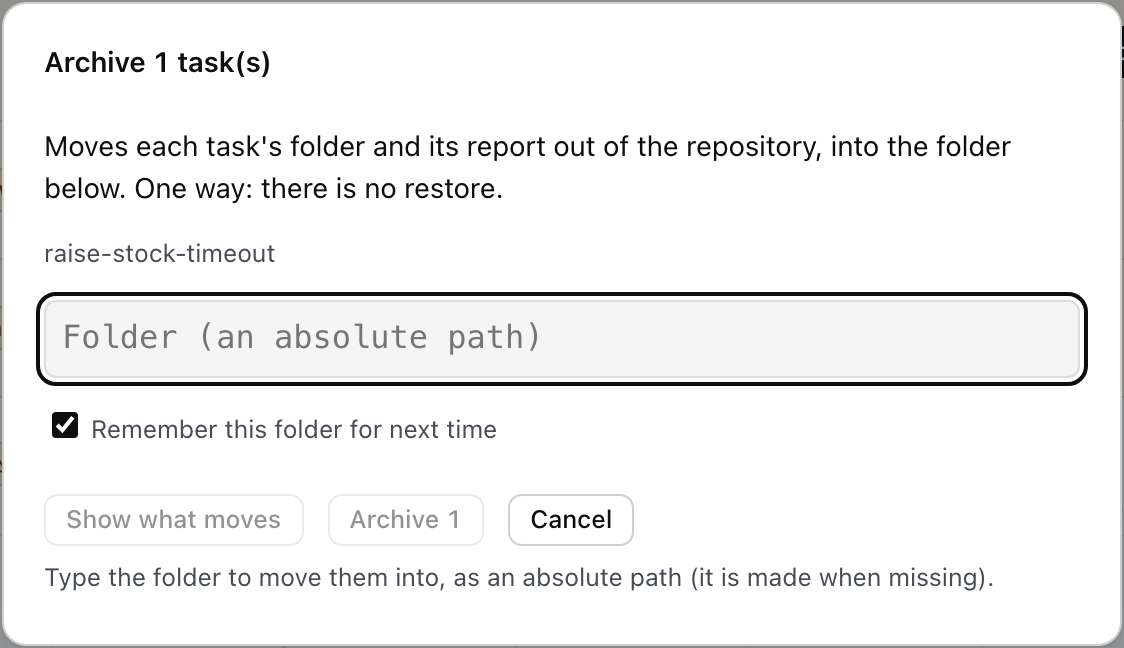 Archive 1 task(s)
Moves each task's folder and its report out of the repository, into the folder
below. One way: there is no restore.
raise-stock-timeout
Folder (an absolute path)
Remember this folder for next time
Show what moves
Archive 1
Cancel
Type the folder to move them into, as an absolute path (it is made when missing).